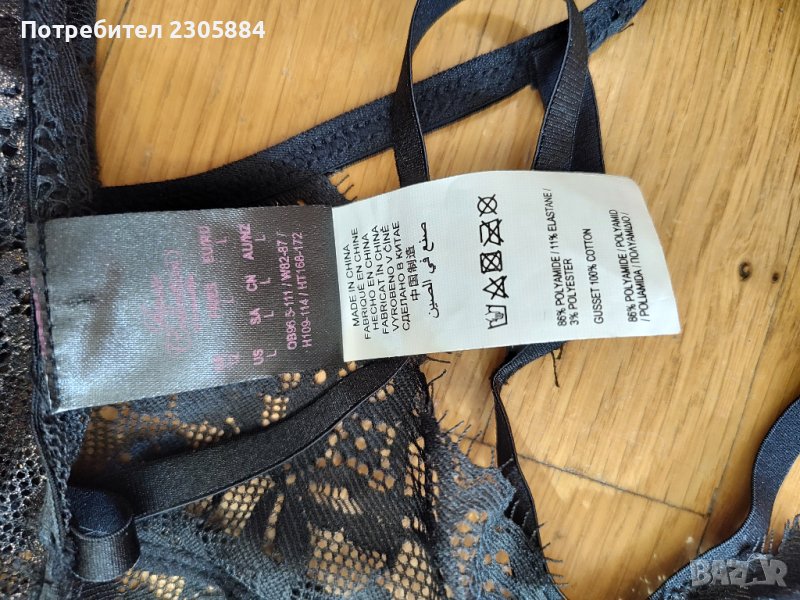 Потребител 2305884
EU/RU
L
AU/NZ
L
US
L
SA
L
CN
L
OB96.5-111 / W82-87 /
H109-114 / HT168-172
MADE IN CHINA
FABRIQUÉ EN CHINE
HECHO EN CHINA
FABRICAT IN CHINA
VYROBENO V ČÍNĚ
СДЕЛАНО В КИТАЕ
中国制造
صنع في الصين
86% POLYAMIDE / 11% ELASTANE /
3% POLYESTER
GUSSET 100% COTTON
86% POLYAMIDE / POLYAMID
/ POLIAMIDA / ПОЛИАМИД /
BAZAR